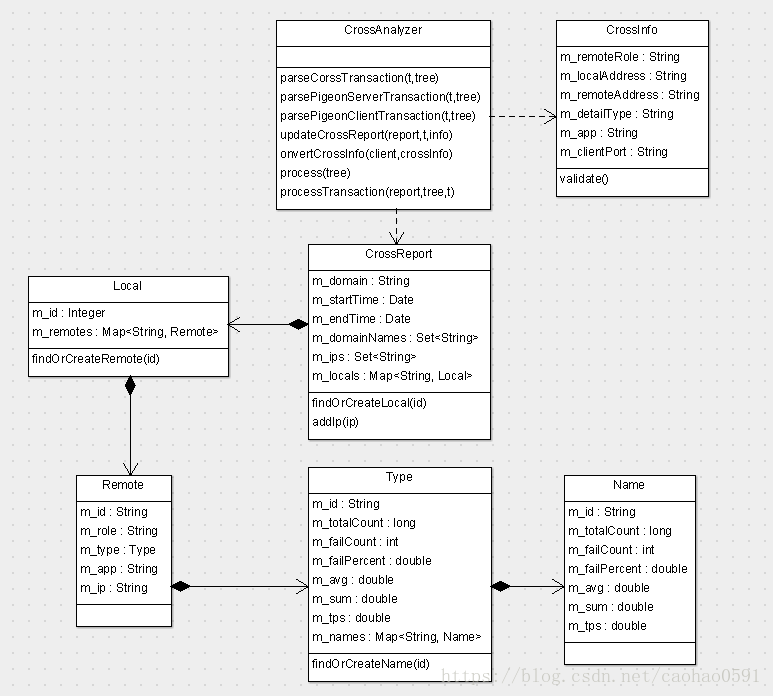 CrossAnalyzer
parseCorssTransaction(t,tree)
parsePigeonServerTransaction(t,tree)
parsePigeonClientTransaction(t,tree)
updateCrossReport(report,t,info)
onvertCrossInfo(client,crossInfo)
process(tree)
processTransaction(report,tree,t)
CrossInfo
m_remoteRole : String
m_localAddress : String
m_remoteAddress : String
m_detailType : String
m_app : String
m_clientPort : String
validate()
CrossReport
m_domain : String
m_startTime : Date
m_endTime : Date
m_domainNames : Set<String>
m_ips : Set<String>
m_locals : Map<String, Local>
findOrCreateLocal(id)
addIp(ip)
Local
m_id : Integer
m_remotes : Map<String, Remote>
findOrCreateRemote(id)
Remote
m_id : String
m_role : String
m_type : Type
m_app : String
m_ip : String
Type
m_id : String
m_totalCount : long
m_failCount : int
m_failPercent : double
m_avg : double
m_sum : double
m_tps : double
m_names : Map<String, Name>
findOrCreateName(id)
Name
m_id : String
m_totalCount : long
m_failCount : int
m_failPercent : double
m_avg : double
m_sum : double
m_tps : double
https://blog.csdn.net/caohao0591